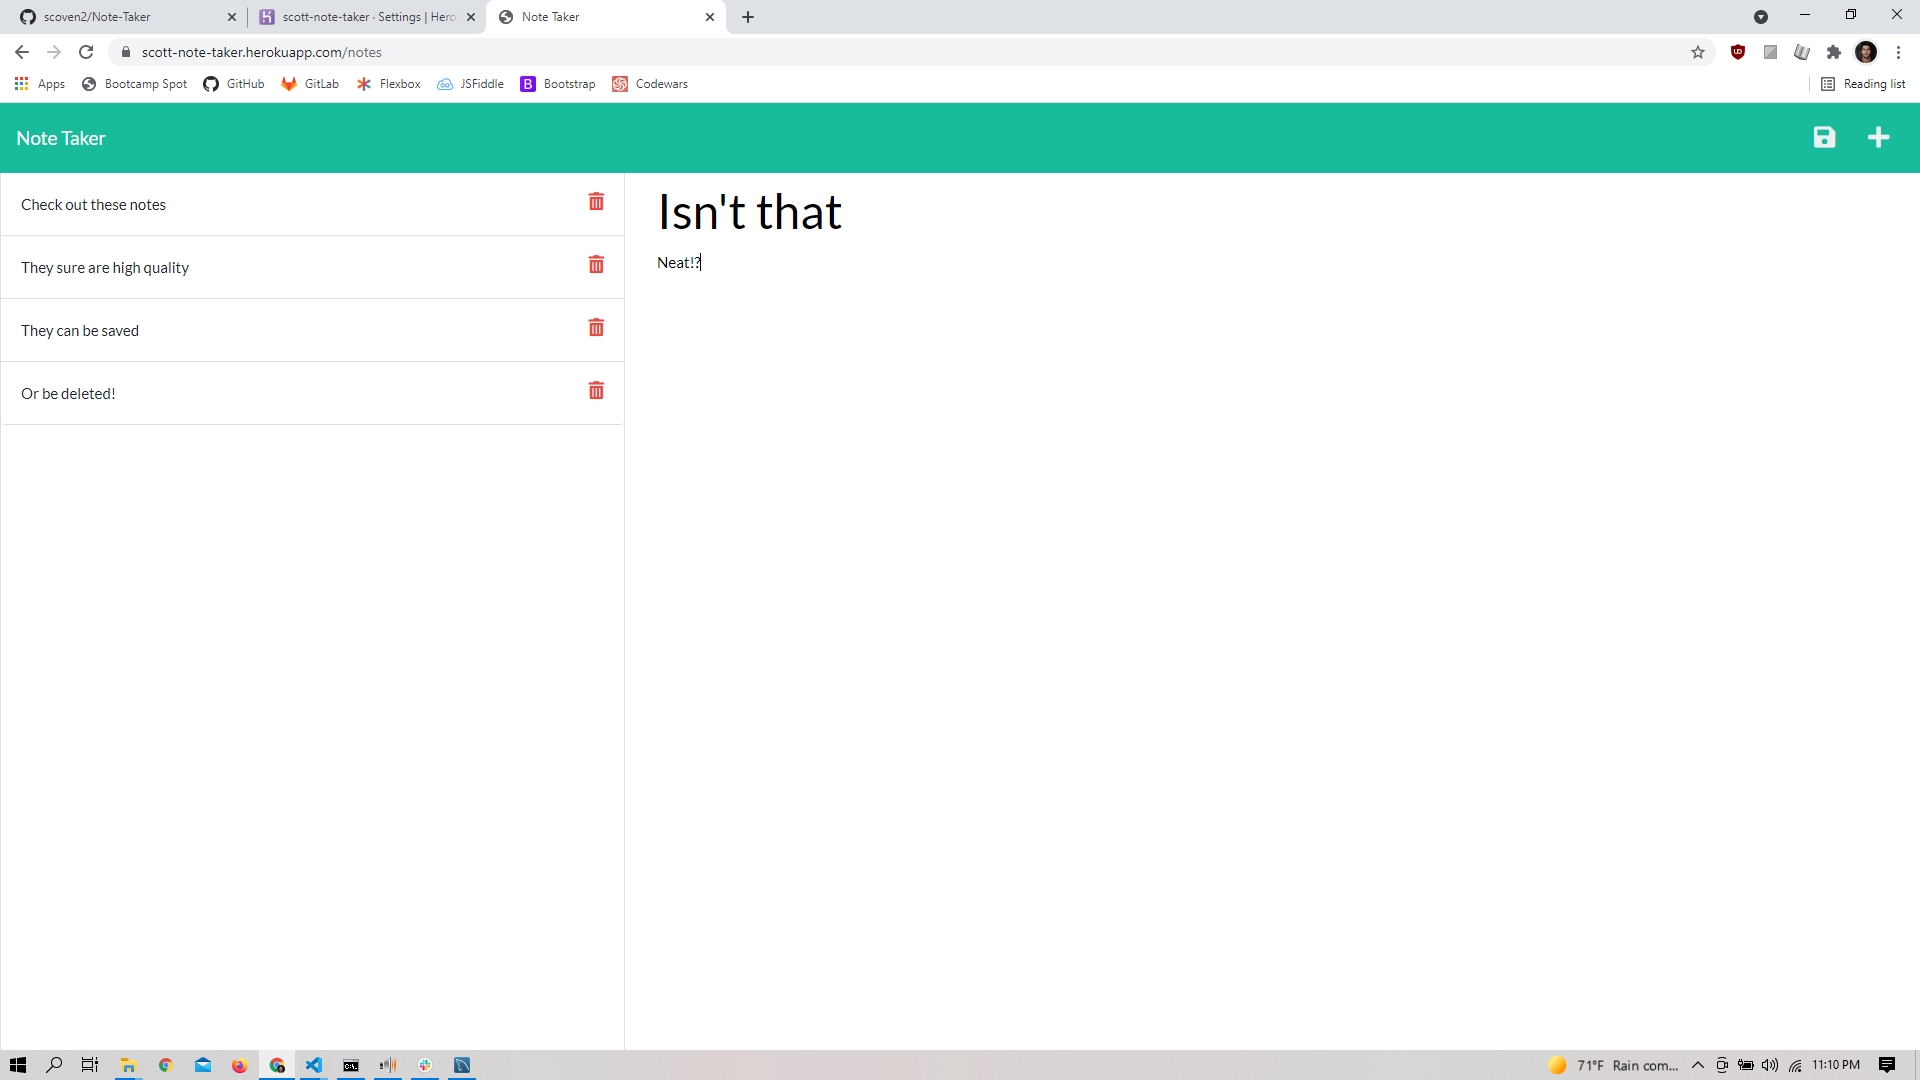 scoven2/Note-Taker
scott-note-taker · Settings | Hero
Note Taker
scott-note-taker.herokuapp.com/notes
Apps
Bootcamp Spot
GitHub
GitLab
Flexbox
JSFiddle
B
Bootstrap
Codewars
Reading list
Note Taker
Check out these notes
They sure are high quality
They can be saved
Or be deleted!
Isn't that
Neat!?
71°F Rain com...
11:10 PM